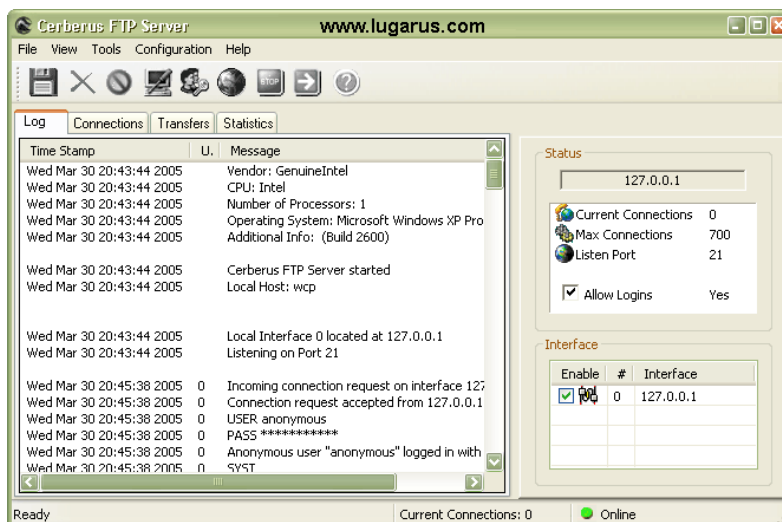 Cerberus FTP Server www.lugarus.com
File View Tools Configuration Help
STOP
Log Connections Transfers Statistics
Time Stamp U. Message
Wed Mar 30 20:43:44 2005 Vendor: GenuineIntel
Wed Mar 30 20:43:44 2005 CPU: Intel
Wed Mar 30 20:43:44 2005 Number of Processors: 1
Wed Mar 30 20:43:44 2005 Operating System: Microsoft Windows XP Pro
Wed Mar 30 20:43:44 2005 Additional Info: (Build 2600)
Wed Mar 30 20:43:44 2005 Cerberus FTP Server started
Wed Mar 30 20:43:44 2005 Local Host: wcp
Wed Mar 30 20:43:44 2005 Local Interface 0 located at 127.0.0.1
Wed Mar 30 20:43:44 2005 Listening on Port 21
Wed Mar 30 20:45:38 2005 0 Incoming connection request on interface 127
Wed Mar 30 20:45:38 2005 0 Connection request accepted from 127.0.0.1
Wed Mar 30 20:45:38 2005 0 USER anonymous
Wed Mar 30 20:45:38 2005 0 PASS ***********
Wed Mar 30 20:45:38 2005 0 Anonymous user "anonymous" logged in with
Wed Mar 30 20:45:38 2005 0 SYST
Status
127.0.0.1
Current Connections 0
Max Connections 700
Listen Port 21
Allow Logins Yes
Interface
Enable # Interface
0 127.0.0.1
Ready Current Connections: 0 Online